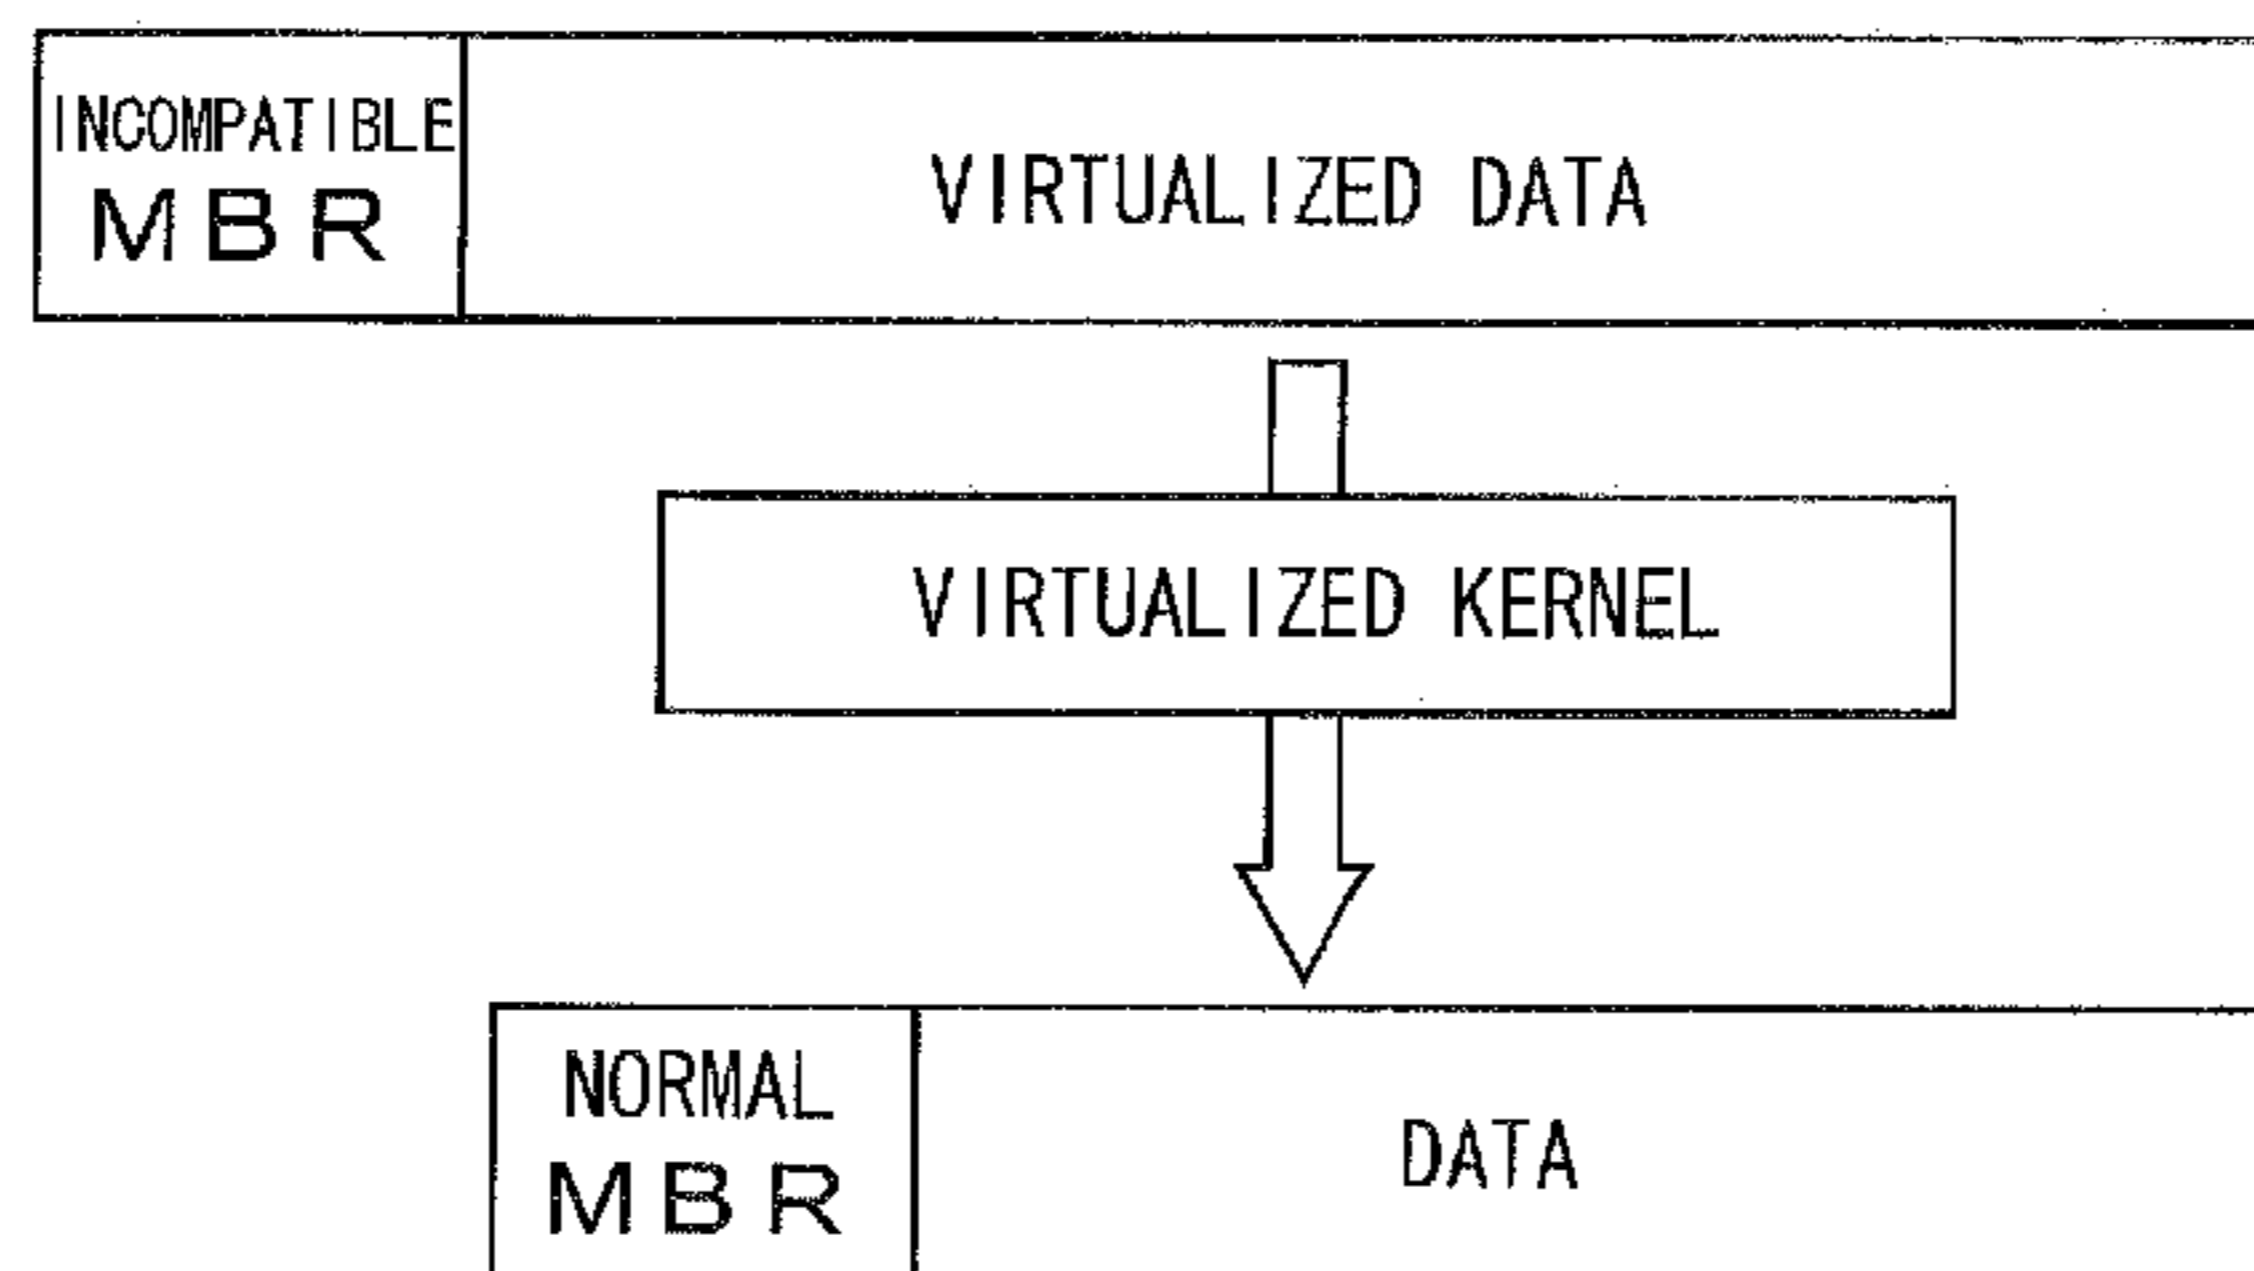 INCOMPATIBLE
MBR
VIRTUALIZED DATA
VIRTUALIZED KERNEL
NORMAL
MBR
DATA